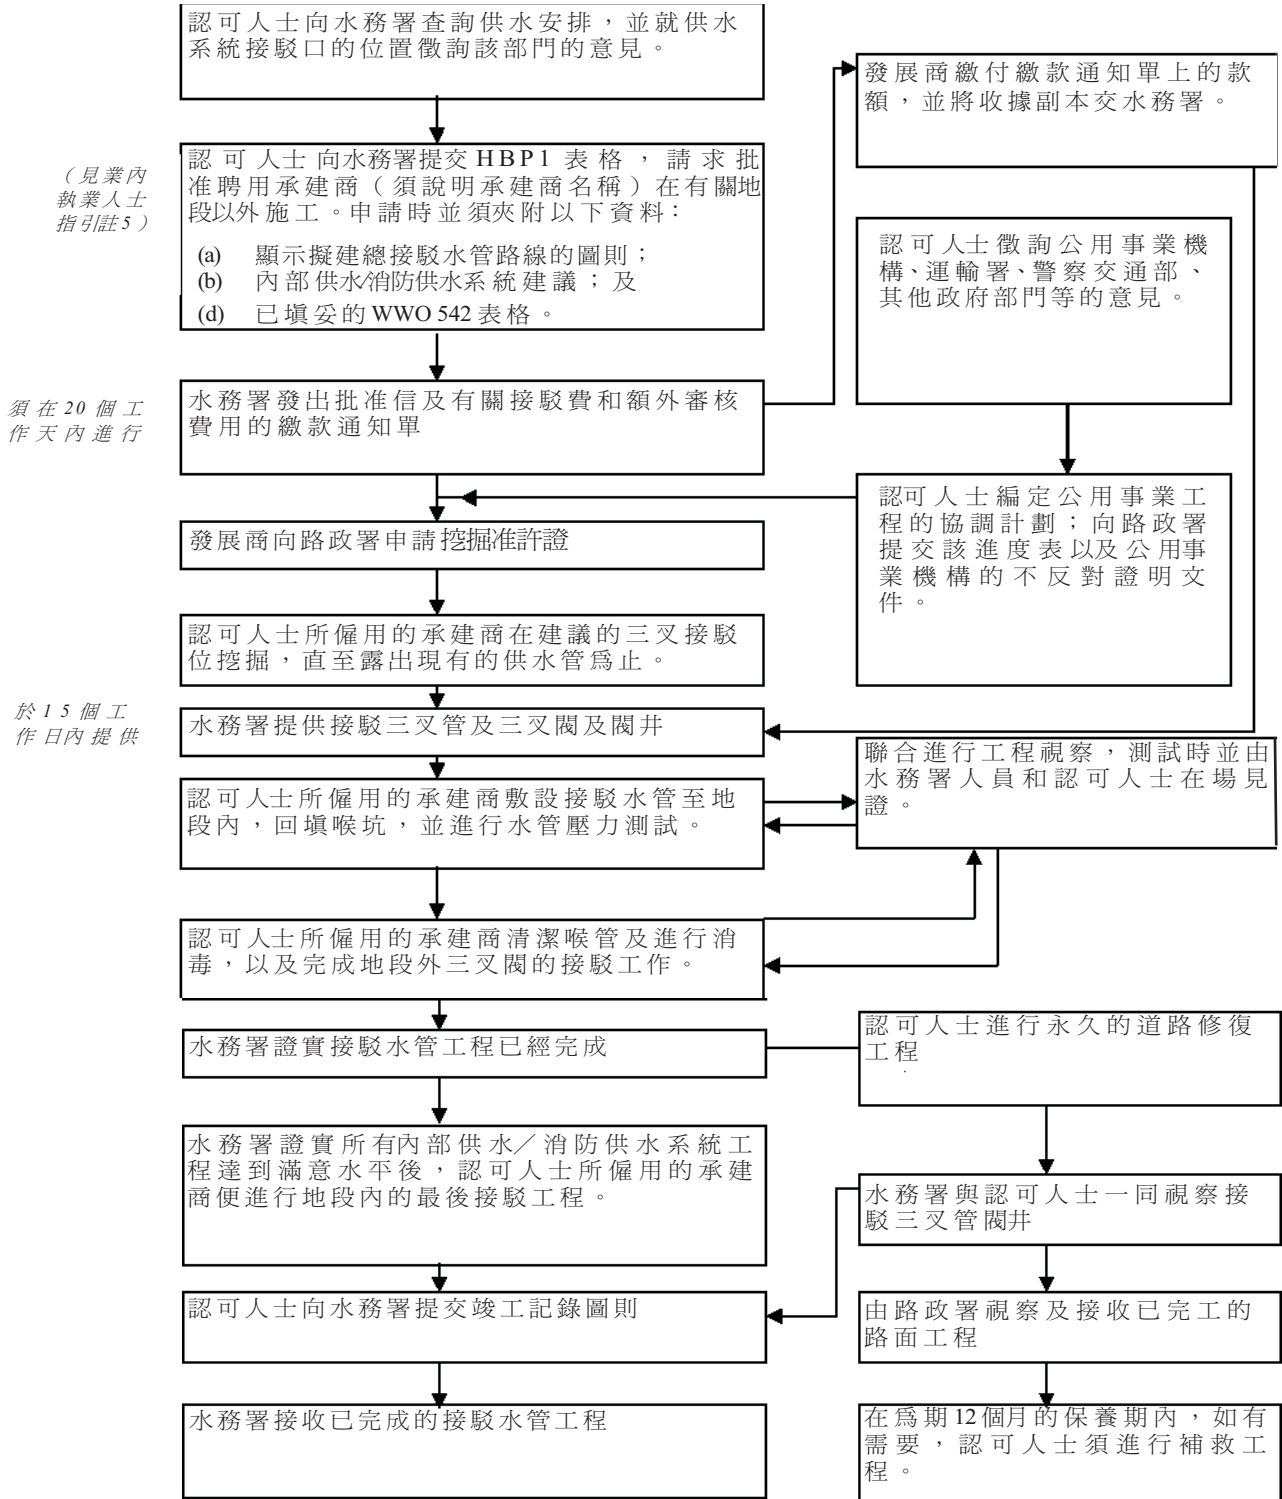 認可人士向水務署查詢供水安排，並就供水
系統接駁口的位置徵詢該部門的意見。
發展商繳付繳款通知單上的款
額，並將收據副本交水務署。
（見業內
執業人士
指引註5）
認可人士向水務署提交HBP1表格，請求批
准聘用承建商（須說明承建商名稱）在有關地
段以外施工。申請時並須夾附以下資料：
(a) 顯示擬建總接駁水管路線的圖則；
(b) 內部供水/消防供水系統建議；及
(d) 已填妥的WWO 542表格。
認可人士徵詢公用事業機
構、運輸署、警察交通部、
其他政府部門等的意見。
須在20個工
作天內進行
水務署發出批准信及有關接駁費和額外審核
費用的繳款通知單
認可人士編定公用事業工
程的協調計劃；向路政署
提交該進度表以及公用事
業機構的不反對證明文
件。
發展商向路政署申請挖掘准許證
認可人士所僱用的承建商在建議的三叉接駁
位挖掘，直至露出現有的供水管為止。
於15個工
作日內提供
水務署提供接駁三叉管及三叉閥及閥井
聯合進行工程視察，測試時並由
水務署人員和認可人士在場見
證。
認可人士所僱用的承建商敷設接駁水管至地
段內，回填喉坑，並進行水管壓力測試。
認可人士所僱用的承建商清潔喉管及進行消
毒，以及完成地段外三叉閥的接駁工作。
水務署證實接駁水管工程已經完成
認可人士進行永久的道路修復
工程
水務署證實所有內部供水／消防供水系統工
程達到滿意水平後，認可人士所僱用的承建
商便進行地段內的最後接駁工程。
水務署與認可人士一同視察接
駁三叉管閥井
認可人士向水務署提交竣工記錄圖則
由路政署視察及接收已完工的
路面工程
水務署接收已完成的接駁水管工程
在為期12個月的保養期內，如有
需要，認可人士須進行補救工
程。